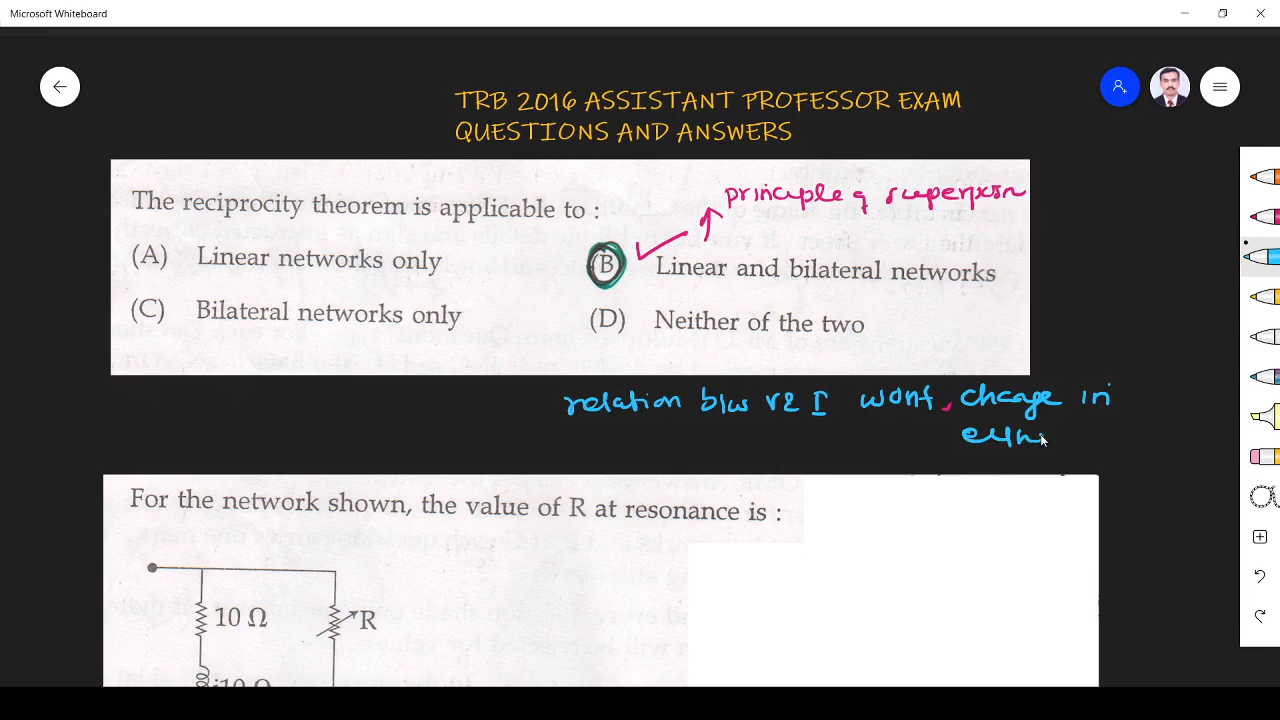 Microsoft Whiteboard
TRB 2016 ASSISTANT PROFESSOR EXAM
QUESTIONS AND ANSWERS
principle of
The reciprocity theorem is applicable to :
(A) Linear networks only
(B) Linear and bilateral networks
(C) Bilateral networks only
(D) Neither of the two
relation b/w V & I wont change in
For the network shown, the value of R at resonance is :
10 Ω
R
j10 Ω